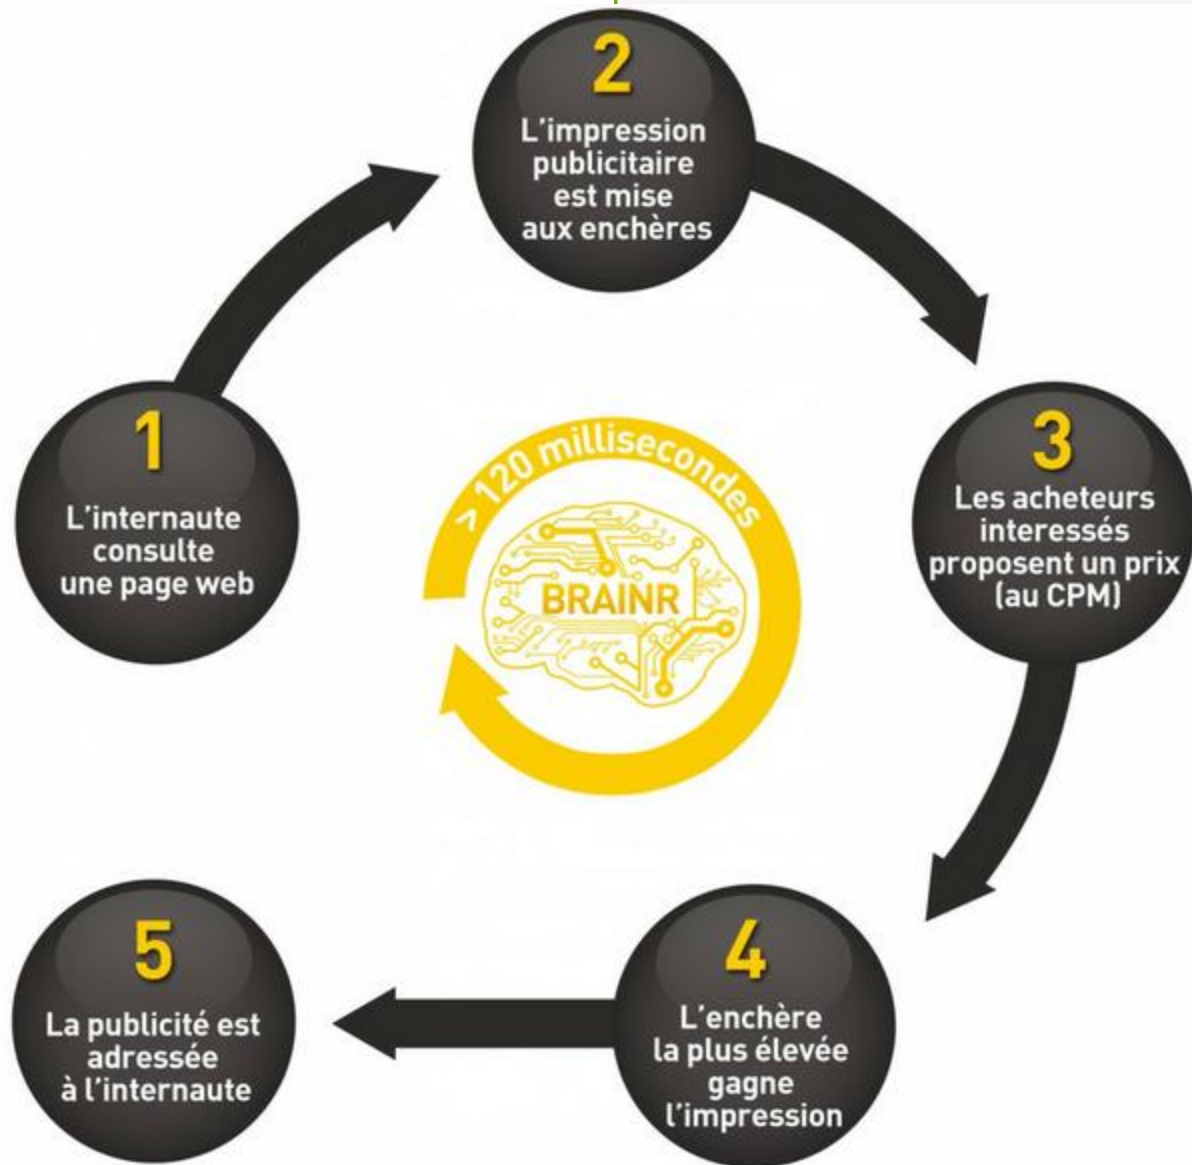 1
L'internaute
consulte
une page web
2
L'impression
publicitaire
est mise
aux enchères
3
Les acheteurs
interessés
proposent un prix
(au CPM)
4
L'enchère
la plus élevée
gagne
l'impression
5
La publicité est
adressée
à l'internaute
> 120 millisecondes
BRAINR